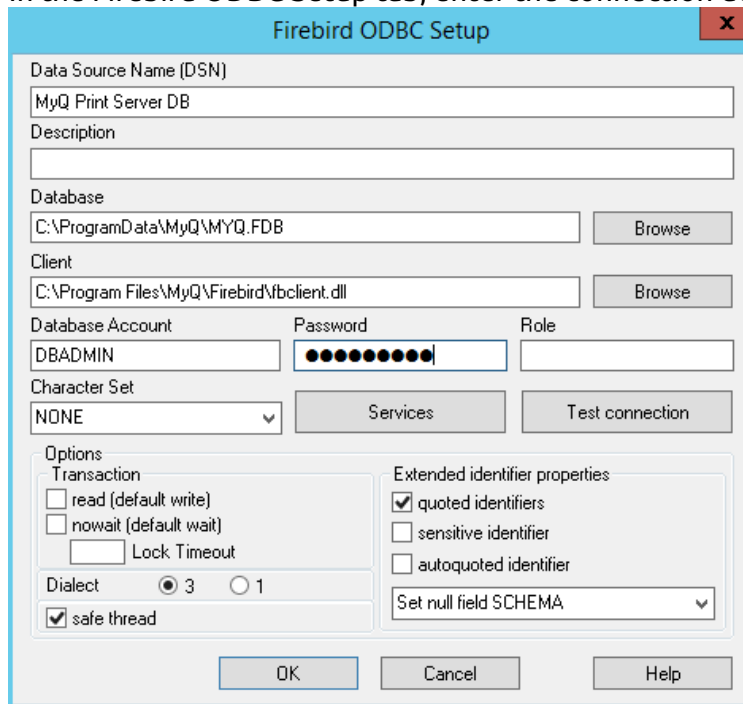 Firebird ODBC Setup
x
Data Source Name (DSN)
MyQ Print Server DB
Description
Database
C:\ProgramData\MyQ\MYQ.FDB
Browse
Client
C:\Program Files\MyQ\Firebird\fbclient.dll
Browse
Database Account Password Role
DBADMIN ●●●●●●●●●
Character Set
NONE Services Test connection
Options
Transaction
read (default write)
nowait (default wait)
Lock Timeout
Dialect 3 1
safe thread
Extended identifier properties
quoted identifiers
sensitive identifier
autoquoted identifier
Set null field SCHEMA
OK Cancel Help